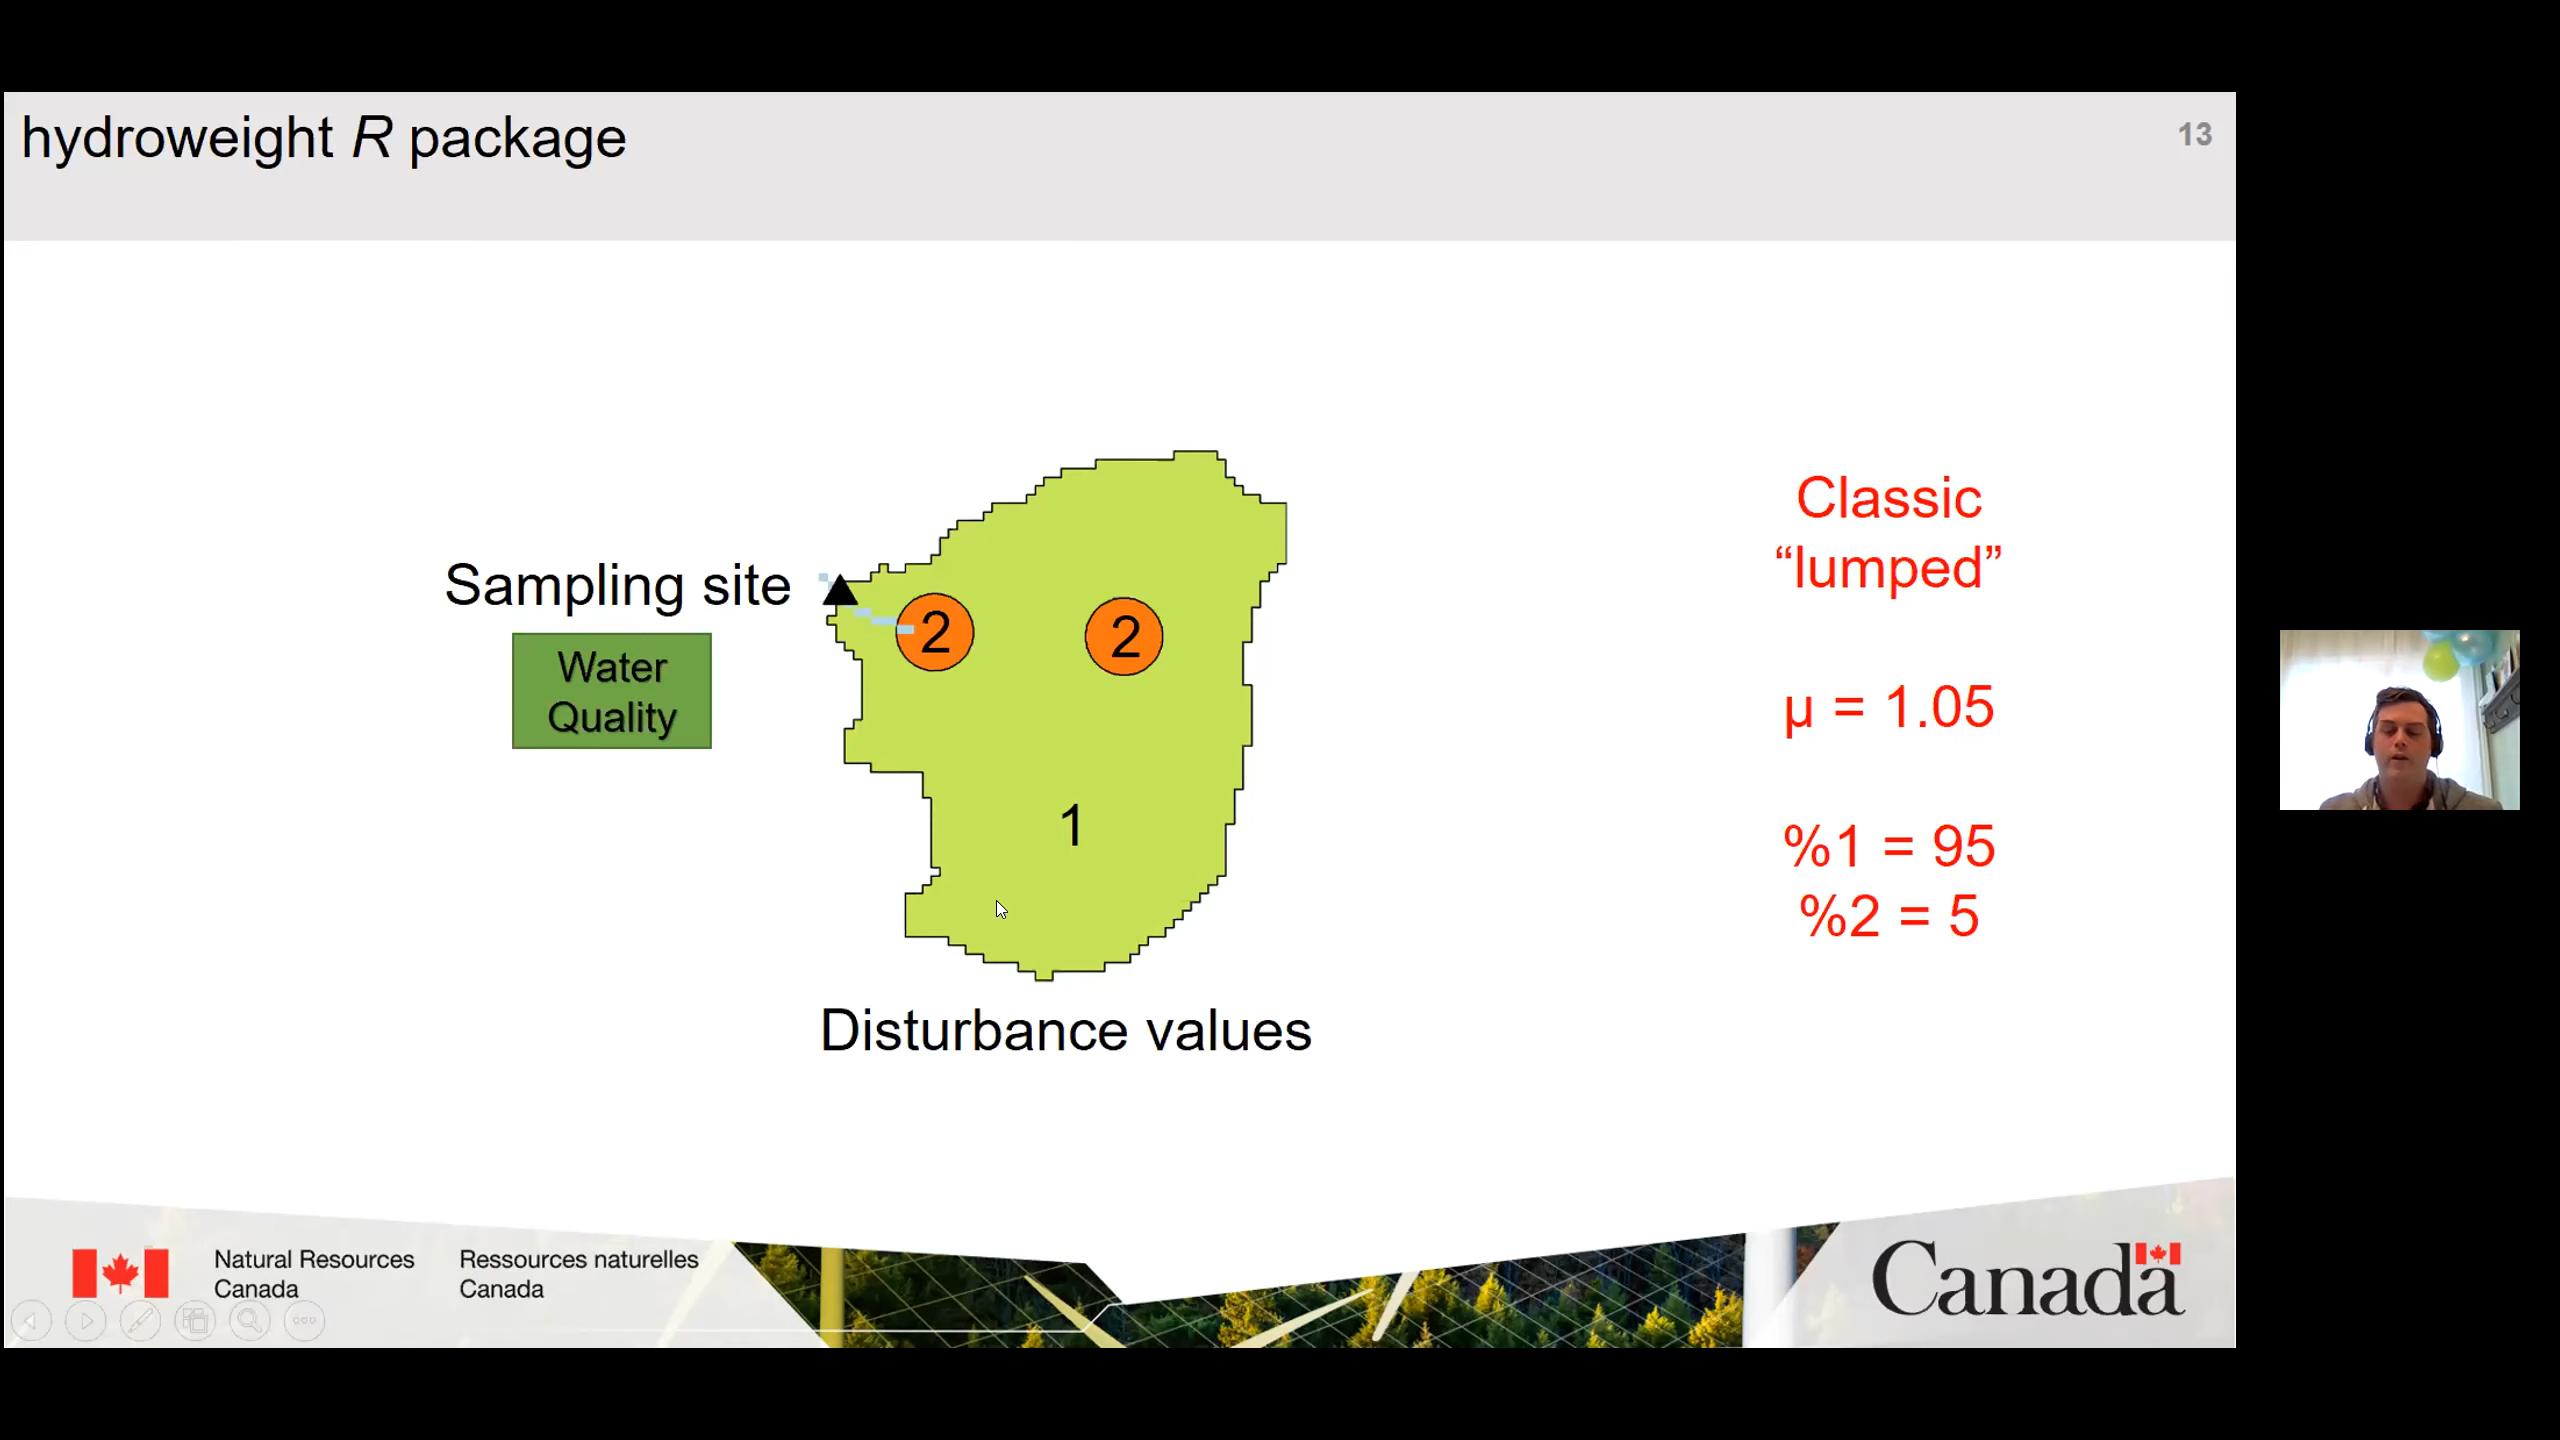 hydroweight R package
13
Sampling site
Water
Quality
2
2
1
Disturbance values
Classic
“lumped”
μ = 1.05
%1 = 95
%2 = 5
Natural Resources
Canada
Ressources naturelles
Canada
Canada